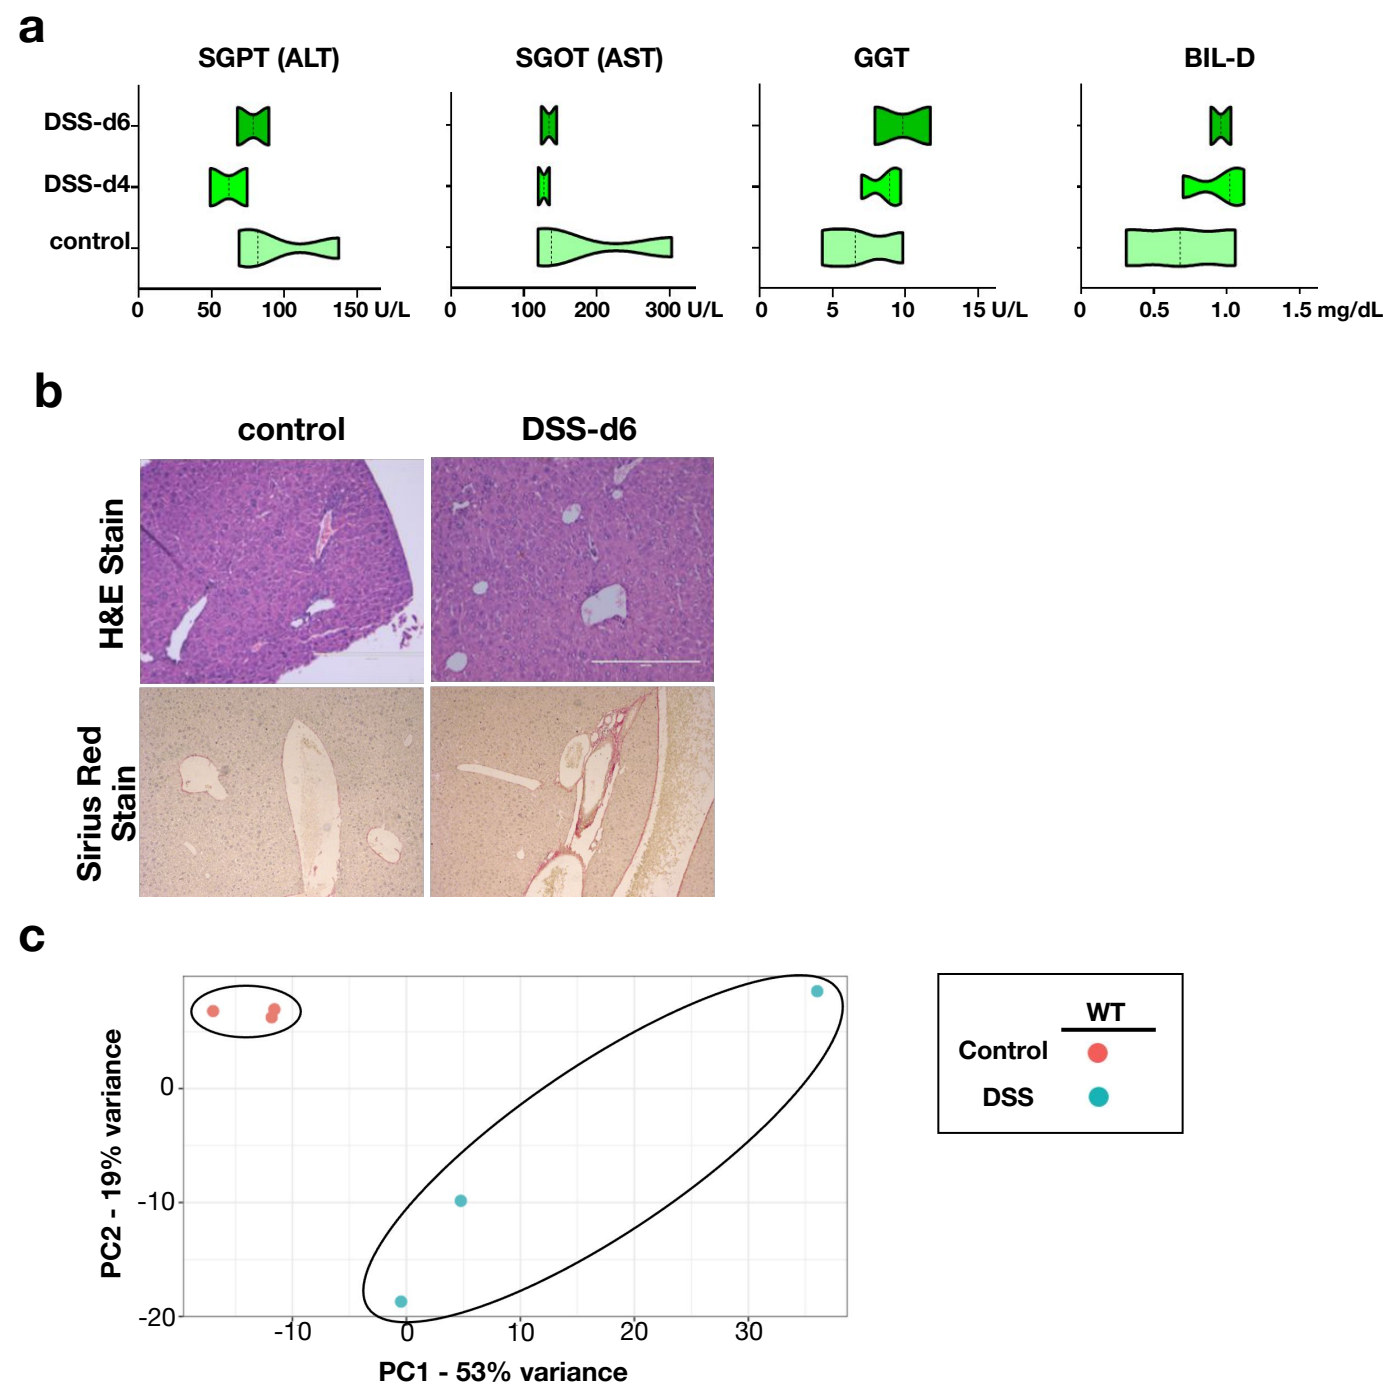 a
SGPT (ALT)
SGOT (AST)
GGT
BIL-D
DSS-d6
DSS-d4
control
0 50 100 150 U/L
0 100 200 300 U/L
0 5 10 15 U/L
0 0.5 1.0 1.5 mg/dL
b
control
DSS-d6
H&E Stain
Sirius Red
Stain
c
PC2 - 19% variance
0
-10
-20
-10 0 10 20 30
PC1 - 53% variance
WT
Control
DSS